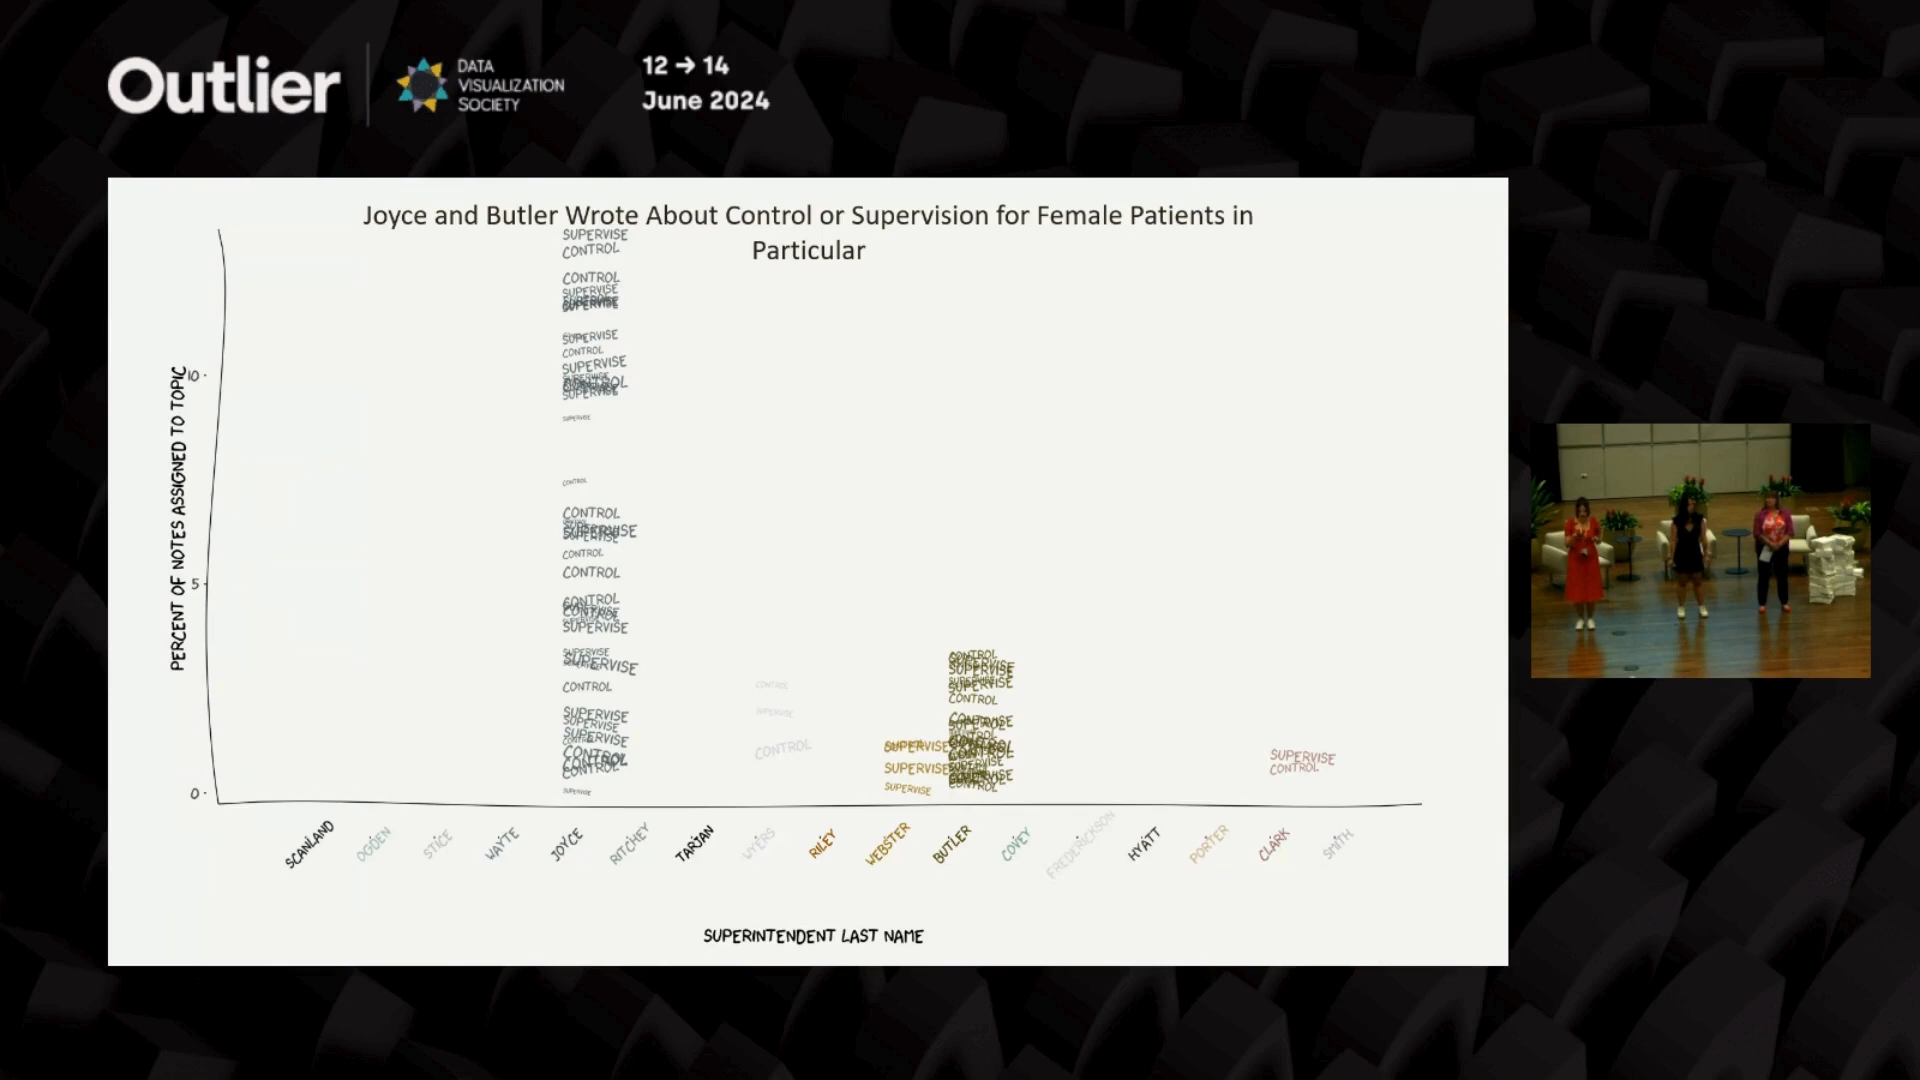 Outlier
DATA
VISUALIZATION
SOCIETY
12 → 14
June 2024
Joyce and Butler Wrote About Control or Supervision for Female Patients in
Particular
SUPERVISE
CONTROL
CONTROL
SUPERVISE
SUPERVISE
SUPERVISE
CONTROL
SUPERVISE
CONTROL
SUPERVISE
SUPERVISE
CONTROL
CONTROL
SUPERVISE
CONTROL
CONTROL
CONTROL
SUPERVISE
SUPERVISE
SUPERVISE
CONTROL
SUPERVISE
SUPERVISE
SUPERVISE
CONTROL
CONTROL
CONTROL
SUPERVISE
CONTROL
SUPERVISE
CONTROL
SUPERVISE
SUPERVISE
SUPERVISE
CONTROL
SUPERVISE
SUPERVISE
CONTROL
CONTROL
CONTROL
SUPERVISE
CONTROL
SUPERVISE
CONTROL
PERCENT OF NOTES ASSIGNED TO TOPIC
10
5
0
SCANLAND
OGDEN
STICE
WAYTE
JOYCE
RITCHEY
TARJAN
WYERS
RILEY
WEBSTER
BUTLER
COVEY
FREDERICKSON
HYATT
PORTER
CLARK
SMITH
SUPERINTENDENT LAST NAME